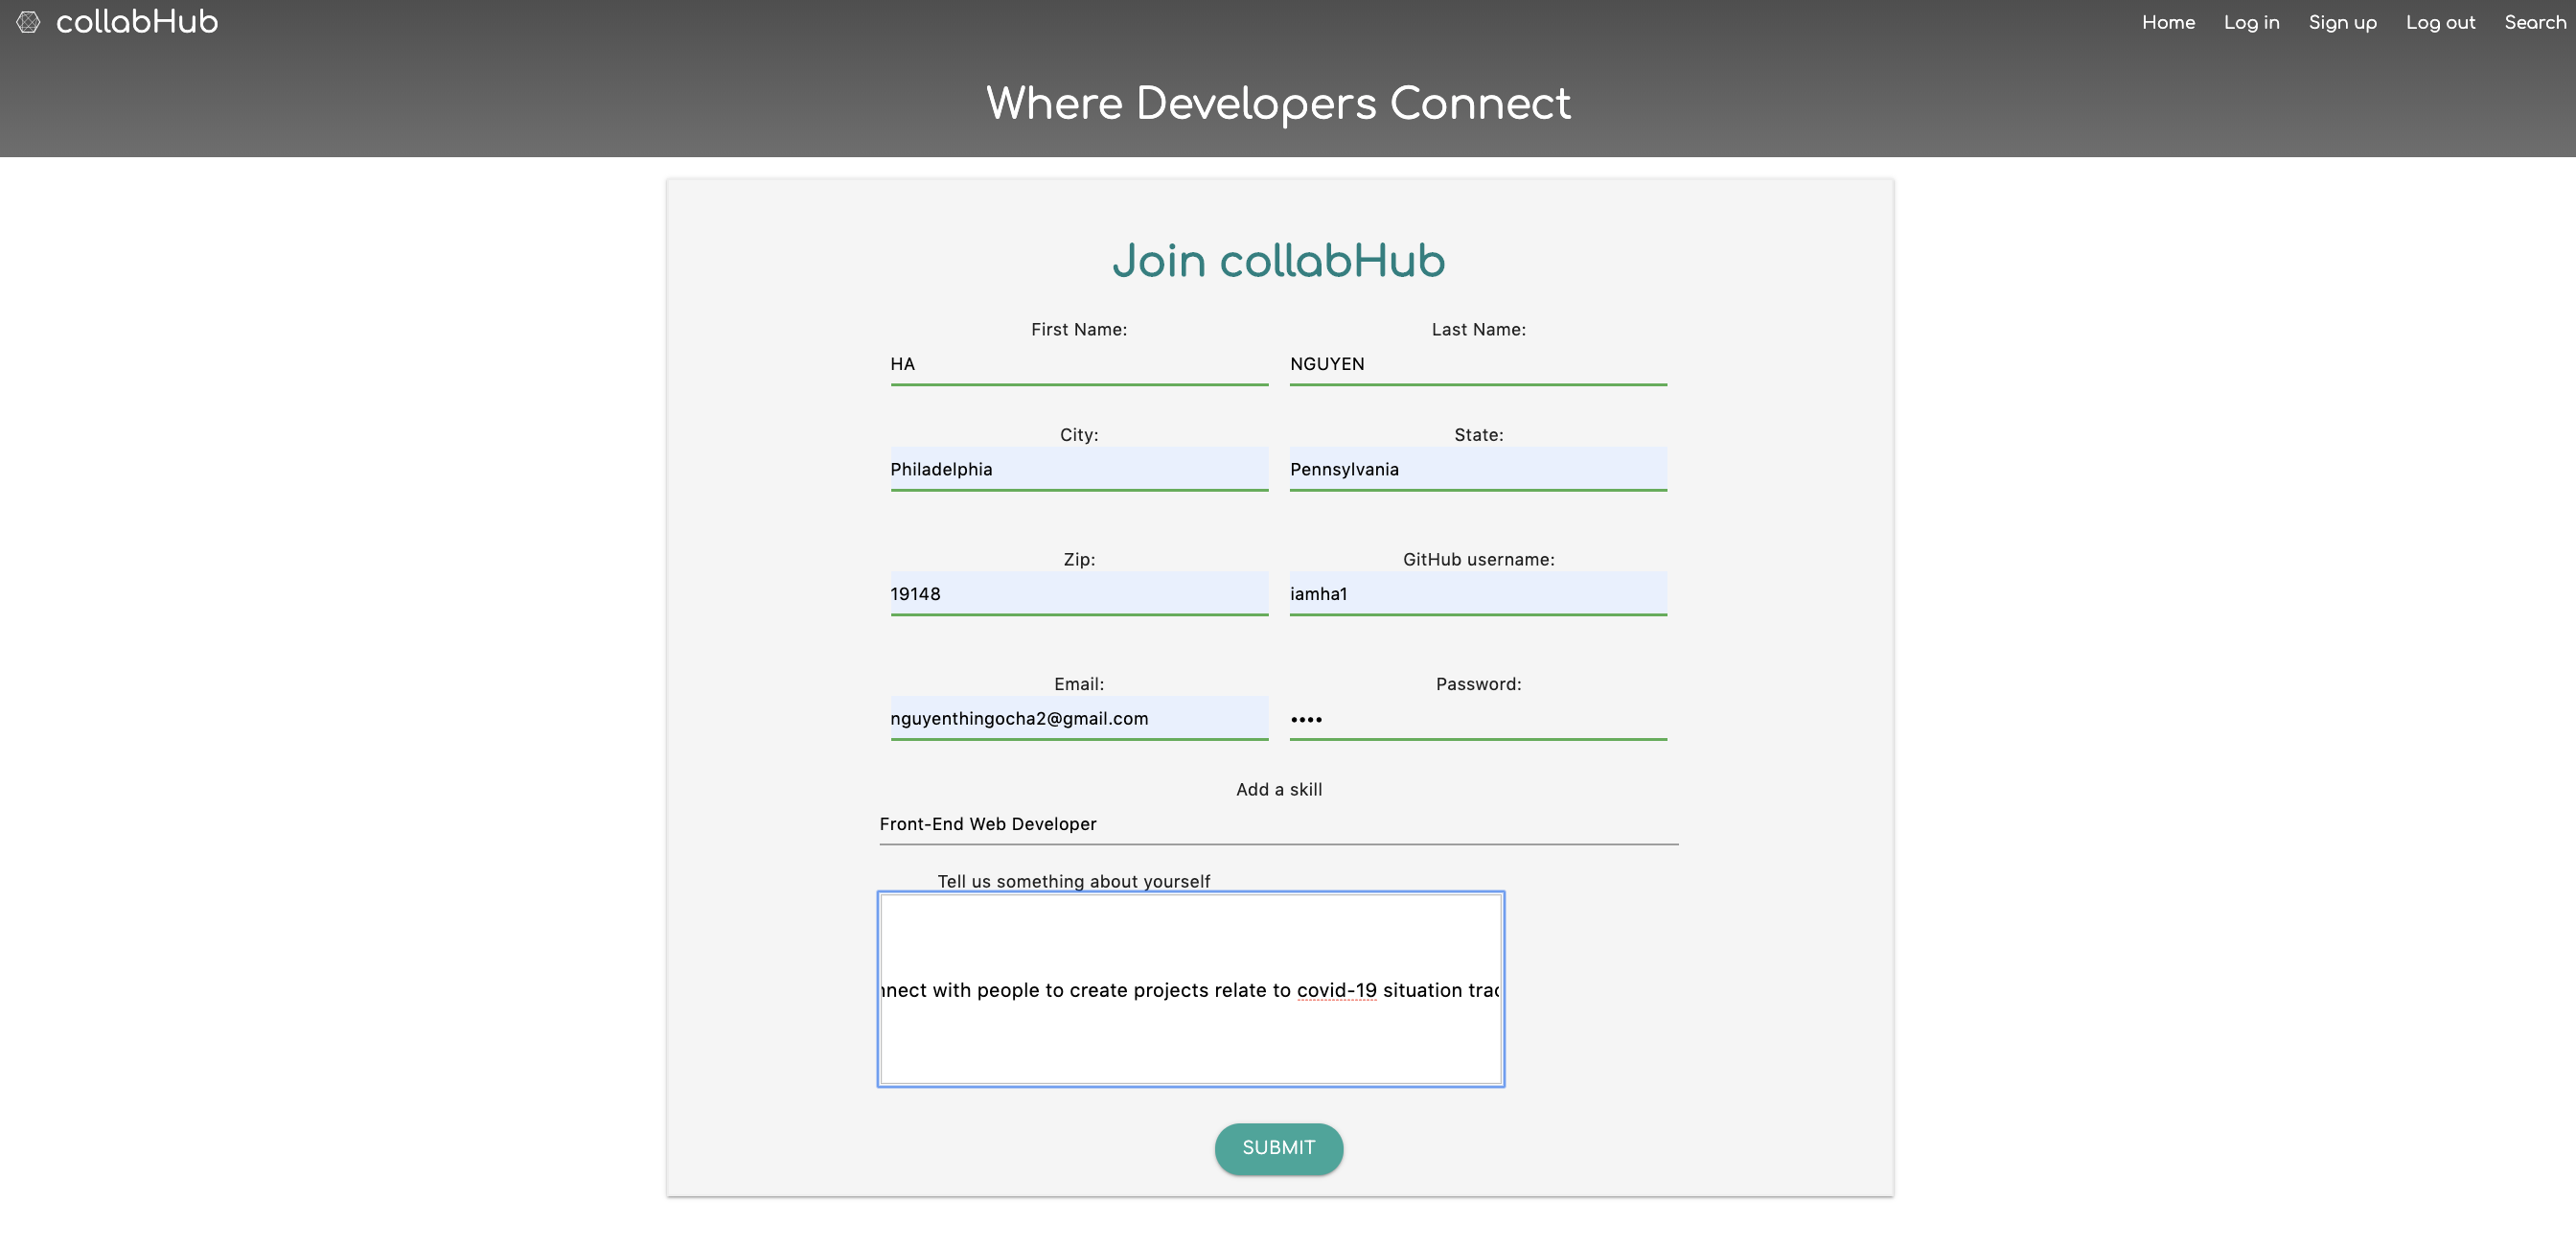 collabHub Home Log in Sign up Log out Search
Where Developers Connect
Join collabHub
First Name: Last Name:
HA NGUYEN
City: State:
Philadelphia Pennsylvania
Zip: GitHub username:
19148 iamha1
Email: Password:
nguyenthingocha2@gmail.com ••••
Add a skill
Front-End Web Developer
Tell us something about yourself
with people to create projects relate to covid-19 situation
SUBMIT